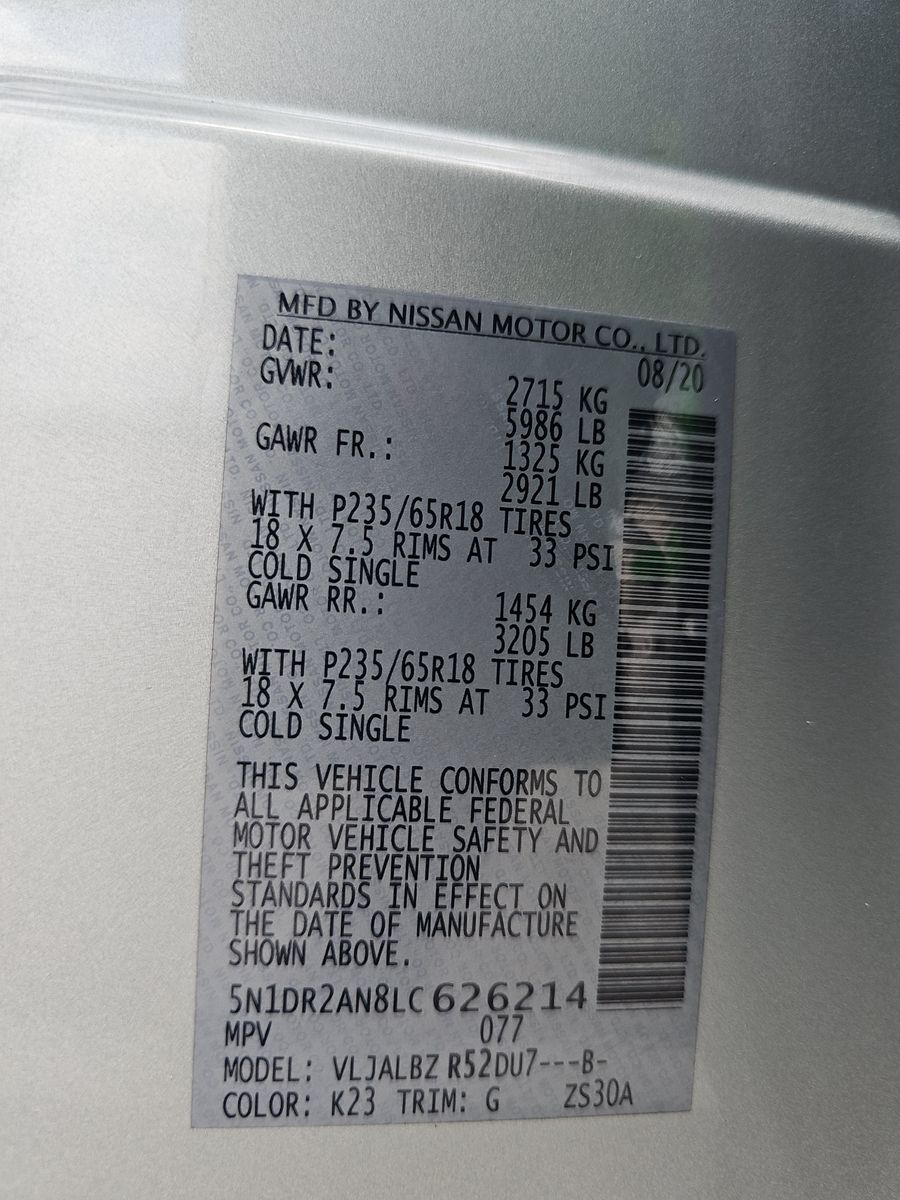 MFD BY NISSAN MOTOR CO., LTD.
DATE: 08/20
GVWR: 2715 KG
5986 LB
GAWR FR.: 1325 KG
2921 LB
WITH P235/65R18 TIRES
18 X 7.5 RIMS AT 33 PSI
COLD SINGLE
GAWR RR.: 1454 KG
3205 LB
WITH P235/65R18 TIRES
18 X 7.5 RIMS AT 33 PSI
COLD SINGLE
THIS VEHICLE CONFORMS TO
ALL APPLICABLE FEDERAL
MOTOR VEHICLE SAFETY AND
THEFT PREVENTION
STANDARDS IN EFFECT ON
THE DATE OF MANUFACTURE
SHOWN ABOVE.
5N1DR2AN8LC626214
MPV 077
MODEL: VLJALBZ R52DU7---B-
COLOR: K23 TRIM: G ZS30A